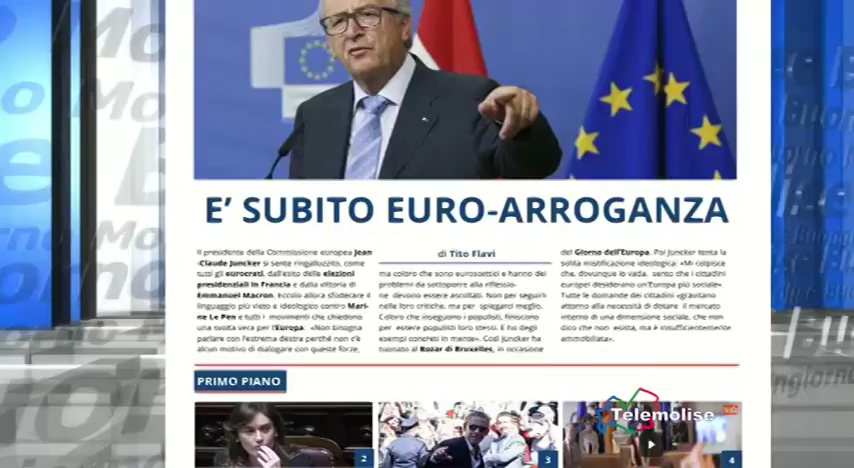 E' SUBITO EURO-ARROGANZA
Il presidente della Commissione europea Jean
-Claude Juncker si sente ringalluzzito, come
tutti gli eurocrati, dall'esito delle elezioni
presidenziali in Francia e dalla vittoria di
Emmanuel Macron. Eccolo allora sfoderare il
linguaggio più vieto e ideologico contro Mari-
ne Le Pen e tutti i movimenti che chiedono
una svolta vera per l'Europa: «Non bisogna
parlare con l'estrema destra perché non c'è
alcun motivo di dialogare con queste forze,
di Tito Flavi
ma coloro che sono euroscettici e hanno dei
problemi da sottoporre alla riflessio-
ne devono essere ascoltati. Non per seguirli
nelle loro critiche, ma per spiegarsi meglio.
Coloro che inseguono i populisti, finiscono
per essere populisti loro stessi. E ho degli
esempi concreti in mente». Così Juncker ha
tuonato al Bozar di Bruxelles, in occasione
del Giorno dell'Europa. Poi Juncker tenta la
solita mistificazione ideologica: «Mi colpisce
che, dovunque io vada, sento che i cittadini
europei desiderano un'Europa più sociale».
Tutte le domande dei cittadini «gravitano
attorno alla necessità di dotare il mercato
interno di una dimensione sociale, che non
dico che non esista, ma è insufficientemente
ammobiliata».
PRIMO PIANO
Telemolise
2
3
4